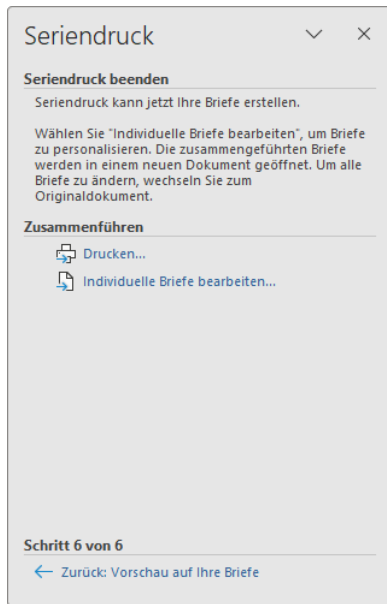 Seriendruck
Seriendruck beenden
Seriendruck kann jetzt Ihre Briefe erstellen.
Wählen Sie "Individuelle Briefe bearbeiten", um Briefe
zu personalisieren. Die zusammengeführten Briefe
werden in einem neuen Dokument geöffnet. Um alle
Briefe zu ändern, wechseln Sie zum
Originaldokument.
Zusammenführen
Drucken...
Individuelle Briefe bearbeiten...
Schritt 6 von 6
Zurück: Vorschau auf Ihre Briefe